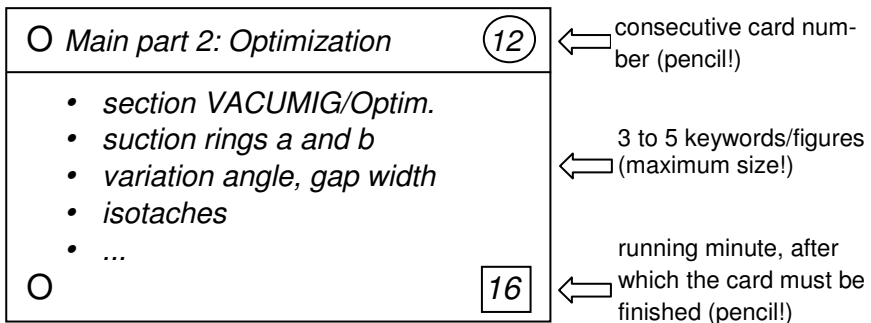 O Main part 2: Optimization 12
• section VACUMIG/Optim.
• suction rings a and b
• variation angle, gap width
• isotaches
• ...
O 16
consecutive card num-
ber (pencil!)
3 to 5 keywords/figures
(maximum size!)
running minute, after
which the card must be
finished (pencil!)